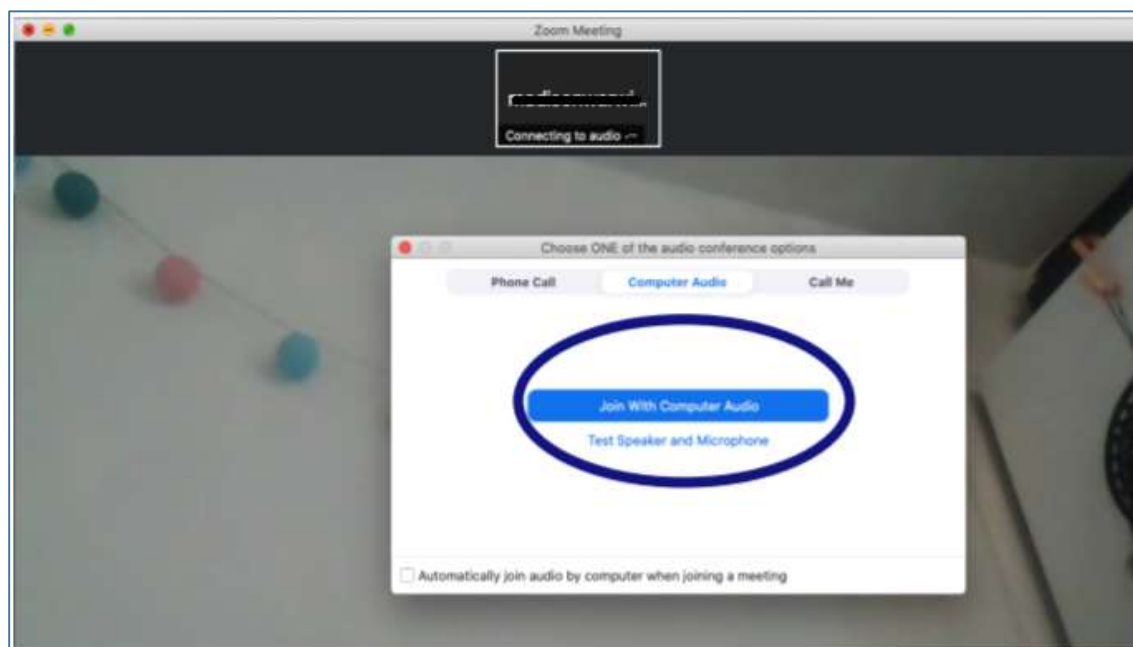 Zoom Meeting
Connecting to audio
Choose ONE of the audio conference options
Phone Call Computer Audio Call Me
Join With Computer Audio
Test Speaker and Microphone
Automatically join audio by computer when joining a meeting